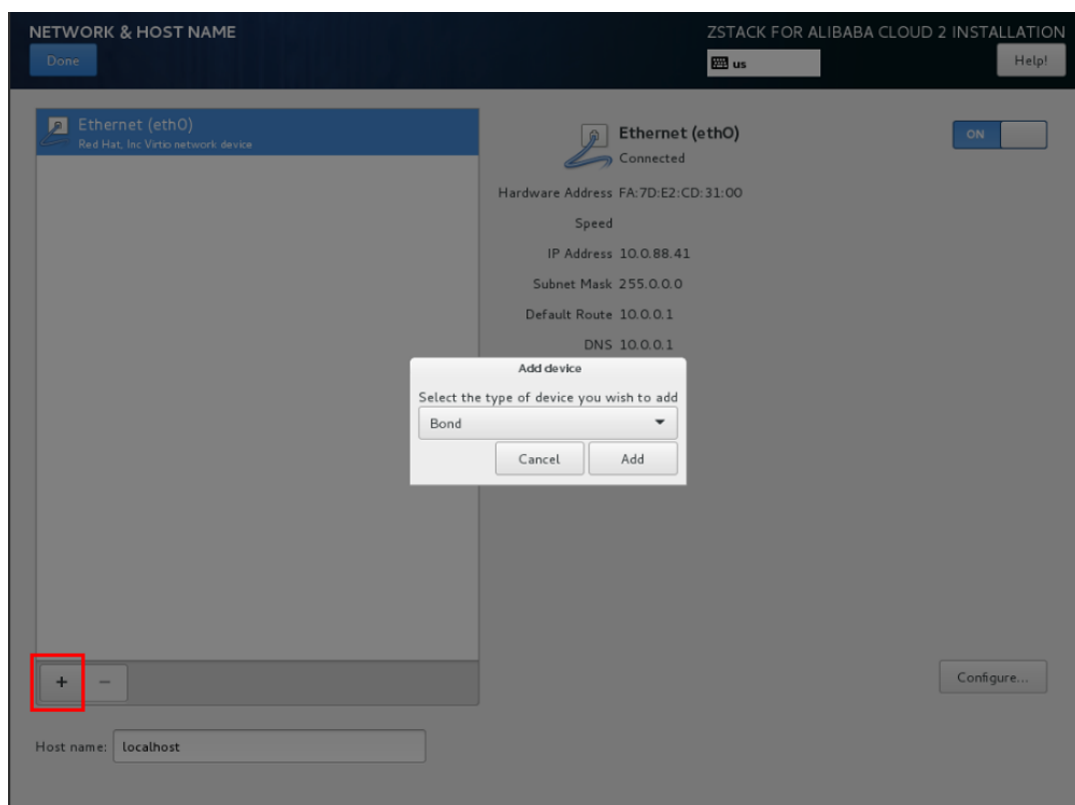 NETWORK & HOST NAME
ZSTACK FOR ALIBABA CLOUD 2 INSTALLATION
Done
us
Help!
Ethernet (eth0)
Red Hat, Inc Virtio network device
Ethernet (eth0)
Connected
ON
Hardware Address FA:7D:E2:CD:31:00
Speed
IP Address 10.0.88.41
Subnet Mask 255.0.0.0
Default Route 10.0.0.1
DNS 10.0.0.1
Add device
Select the type of device you wish to add
Bond
Cancel
Add
+ −
Configure...
Host name: localhost